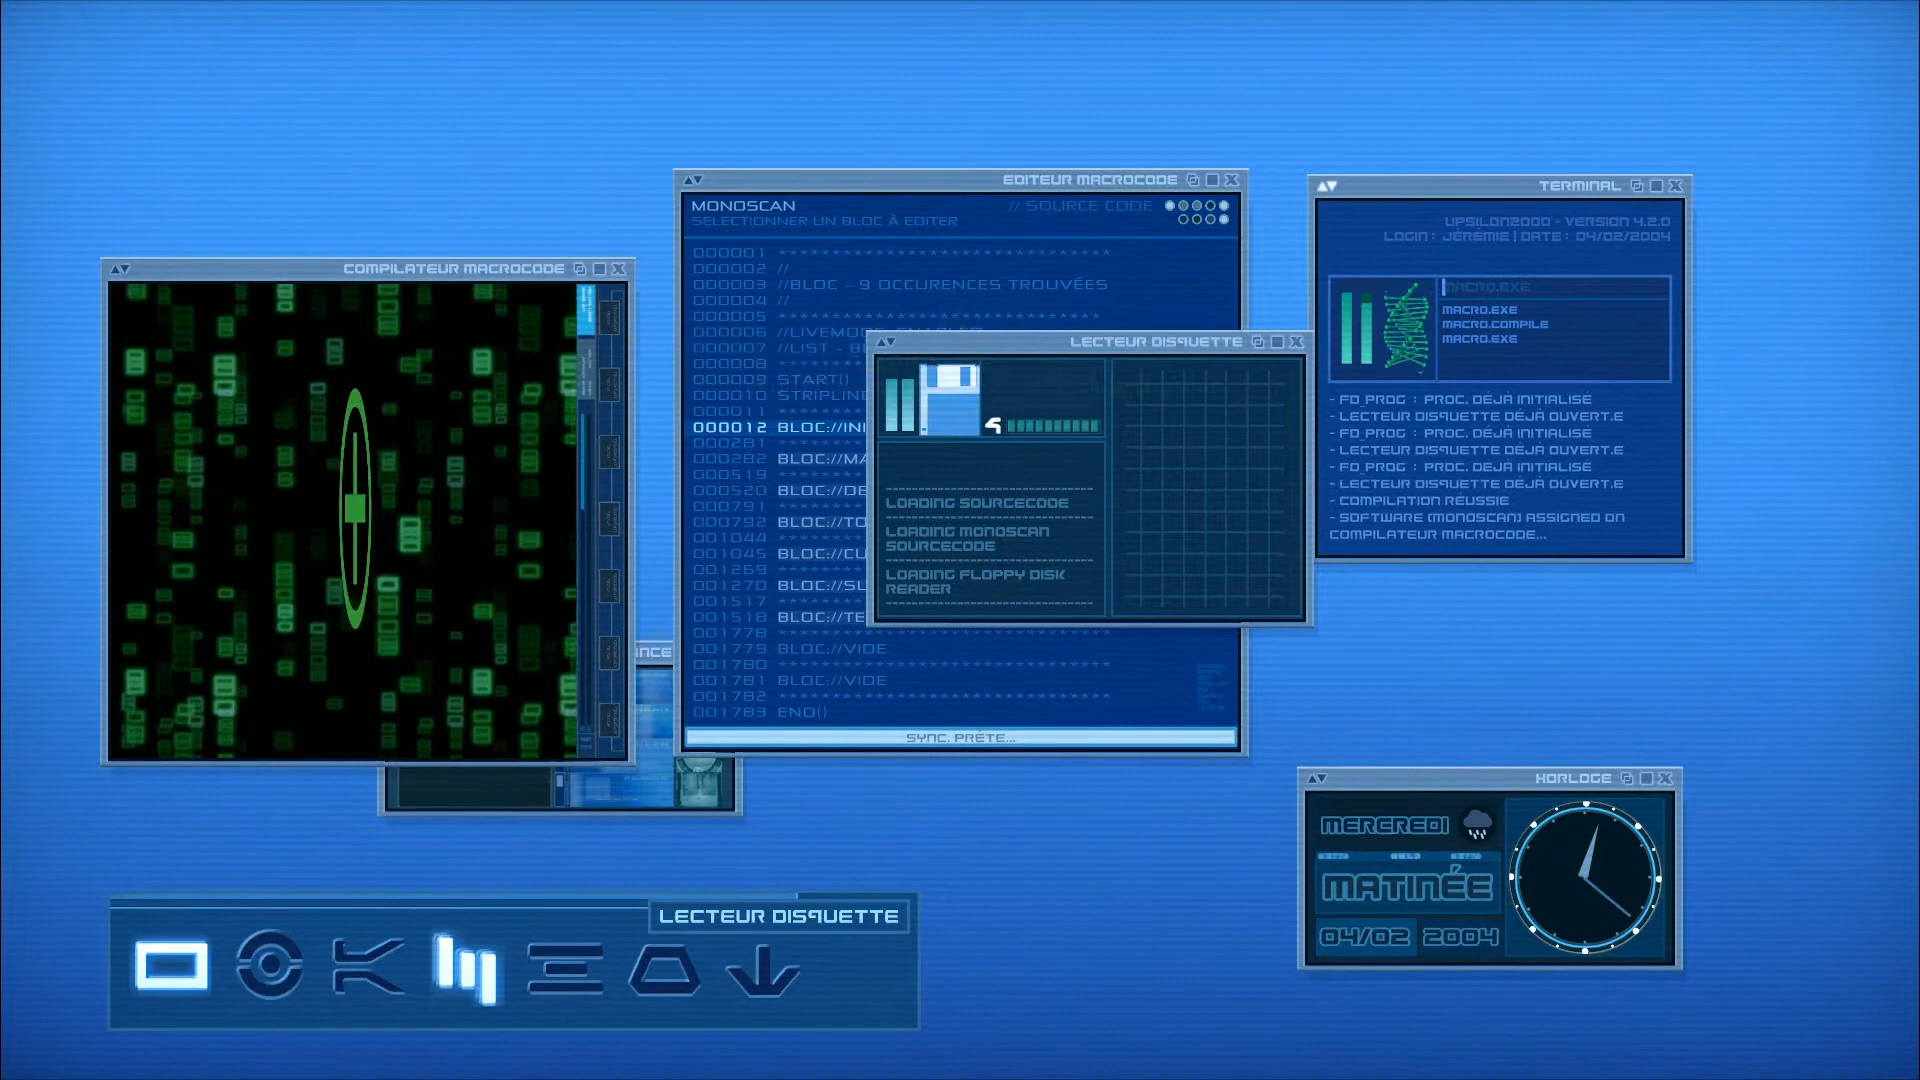 COMPILATEUR MACROCODE
EDITEUR MACROCODE
MONOSCAN
SELECTIONNER UN BLOC À EDITER
// SOURCE CODE
000001 ******************************
000002 //
000003 //BLOC - 9 OCCURENCES TROUVÉES
000004 //
000005 *****************************
000006 //LIVEMODE ENABLED
000007 //LIST - BL
000008 ********
000009 START()
000010 STRIPLINE
000011 ********
000012 BLOC://INI
000281 ********
000282 BLOC://MA
000519 ********
000520 BLOC://DE
000791 ********
000792 BLOC://TO
001044 ********
001045 BLOC://CU
001269 ********
001270 BLOC://SL
001517 ********
001518 BLOC://TE
001778 ******************************
001779 BLOC://VIDE
001780 ******************************
001781 BLOC://VIDE
001782 ******************************
001783 END()
SYNC. PRÊTE...
LECTEUR DISQUETTE
LOADING SOURCECODE
LOADING MONOSCAN
SOURCECODE
LOADING FLOPPY DISK
READER
TERMINAL
UPSILON2000 - VERSION 4.2.0
LOGIN : JÉRÉMIE | DATE : 04/02/2004
MACRO.EXE
MACRO.EXE
MACRO.COMPILE
MACRO.EXE
- FD_PROG : PROC. DÉJÀ INITIALISÉ
- LECTEUR DISQUETTE DÉJÀ OUVERT.E
- FD_PROG : PROC. DÉJÀ INITIALISÉ
- LECTEUR DISQUETTE DÉJÀ OUVERT.E
- FD_PROG : PROC. DÉJÀ INITIALISÉ
- LECTEUR DISQUETTE DÉJÀ OUVERT.E
- COMPILATION RÉUSSIE
- SOFTWARE (MONOSCAN) ASSIGNED ON
COMPILATEUR MACROCODE...
NCE
HORLOGE
MERCREDI
MATINÉE
04/02 2004
LECTEUR DISQUETTE